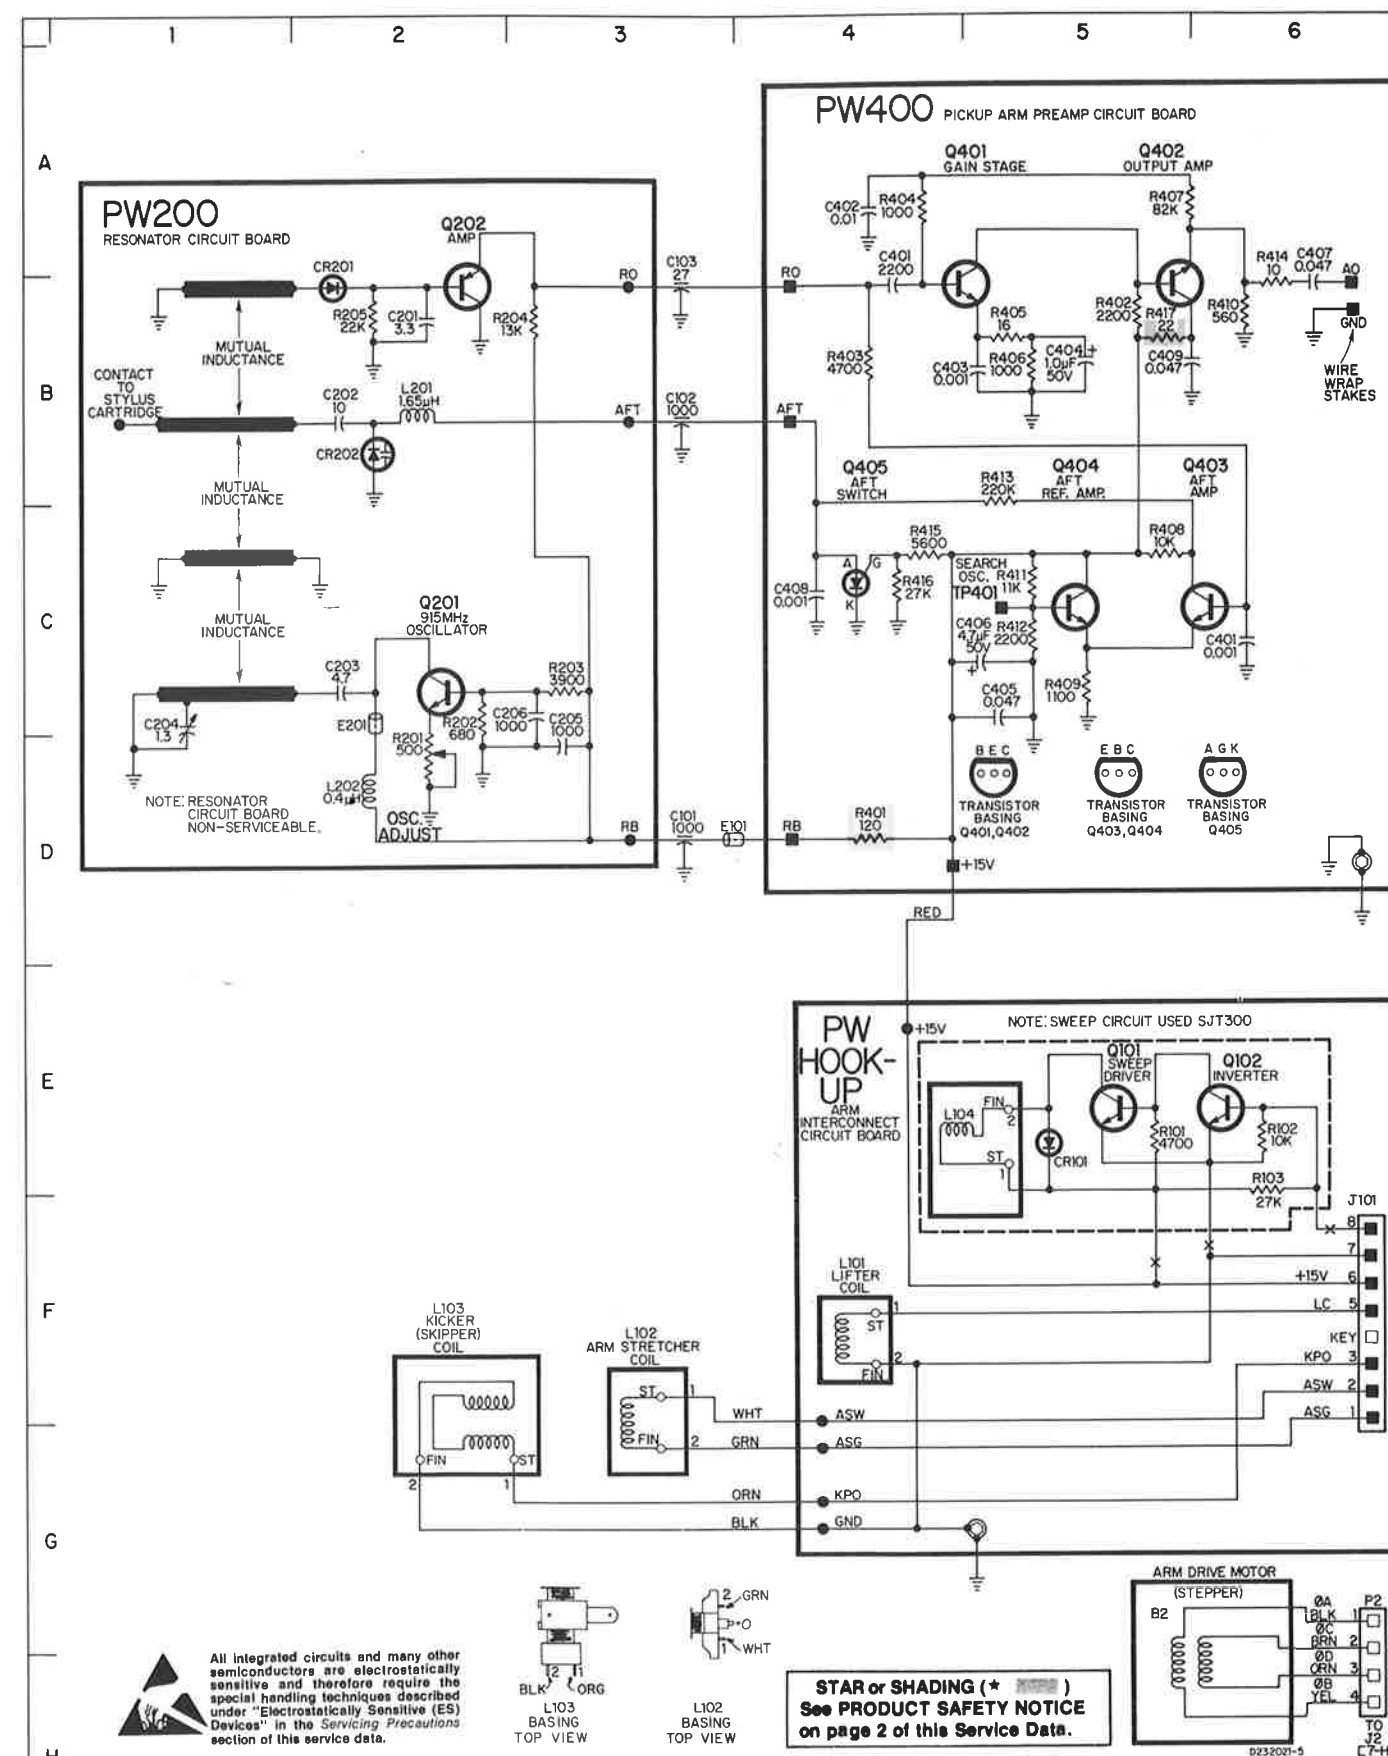 1 2 3 4 5 6
A
B
C
D
E
F
G
H
PW200
RESONATOR CIRCUIT BOARD
Q202
AMP
CR201
R205
22K
C201
3.3
R204
13K
MUTUAL
INDUCTANCE
CONTACT
TO
STYLUS
CARTRIDGE
C202
10
L201
1.65µH
CR202
MUTUAL
INDUCTANCE
MUTUAL
INDUCTANCE
Q201
915MHz
OSCILLATOR
C203
4.7
C204
1.3
E201
R201
500
R202
680
C206
1000
R203
3900
C205
1000
L202
0.4µH
OSC.
ADJUST
NOTE: RESONATOR
CIRCUIT BOARD
NON-SERVICEABLE.
RO
C103
27
AFT
C102
1000
RB
C101
1000
E101
PW400 PICKUP ARM PREAMP CIRCUIT BOARD
Q401
GAIN STAGE
Q402
OUTPUT AMP
C402
0.01
R404
1000
R407
82K
RO
C401
2200
R414
10
C407
0.047
AO
R405
16
R402
2200
R417
22
R410
560
GND
WIRE
WRAP
STAKES
R403
4700
C403
0.001
R406
1000
C404
1.0µF
50V
+
C409
0.047
AFT
Q405
AFT
SWITCH
R413
220K
Q404
AFT
REF. AMP.
Q403
AFT
AMP
R415
5600
R408
10K
A G
K
C408
0.001
R416
27K
SEARCH
OSC.
TP401
R411
11K
C406
4.7µF
50V
+
R412
2200
C401
0.001
C405
0.047
R409
1100
B E C
TRANSISTOR
BASING
Q401,Q402
E B C
TRANSISTOR
BASING
Q403,Q404
A G K
TRANSISTOR
BASING
Q405
RB
R401
120
+15V
RED
PW
HOOK-
UP
ARM
INTERCONNECT
CIRCUIT BOARD
+15V
NOTE: SWEEP CIRCUIT USED SJT300
Q101
SWEEP
DRIVER
Q102
INVERTER
L104
FIN
2
ST
1
CR101
R101
4700
R102
10K
R103
27K
J101
8
7
+15V 6
LC 5
KEY
KPO 3
ASW 2
ASG 1
L101
LIFTER
COIL
1
ST
2
FIN
L103
KICKER
(SKIPPER)
COIL
FIN
ST
2
1
L102
ARM STRETCHER
COIL
ST
1
FIN
2
WHT ASW
GRN ASG
ORN KPO
BLK GND
ARM DRIVE MOTOR
(STEPPER)
B2
P2
ØA
BLK 1
ØC
BRN 2
ØD
ORN 3
ØB
YEL 4
TO
J2
D232021-5
2 1
BLK ORG
L103
BASING
TOP VIEW
2 GRN
O
1 WHT
L102
BASING
TOP VIEW
All integrated circuits and many other
semiconductors are electrostatically
sensitive and therefore require the
special handling techniques described
under "Electrostatically Sensitive (ES)
Devices" in the Servicing Precautions
section of this service data.
STAR or SHADING (★ )
See PRODUCT SAFETY NOTICE
on page 2 of this Service Data.